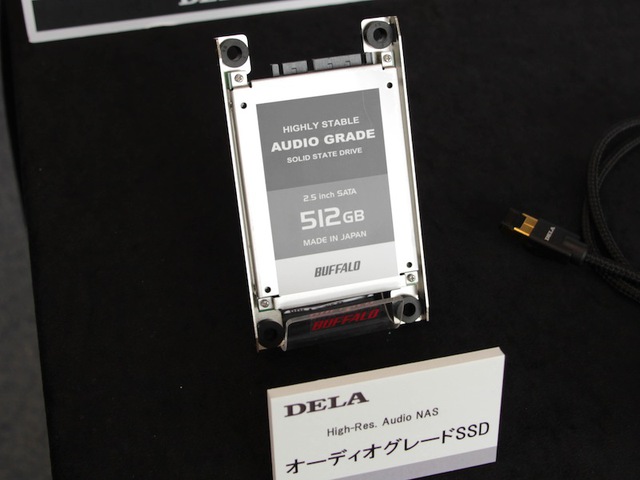 HIGHLY STABLE
AUDIO GRADE
SOLID STATE DRIVE
2.5 inch SATA
512GB
MADE IN JAPAN
BUFFALO
BUFFALO
DELA
DELA
High-Res. Audio NAS
オーディオグレードSSD